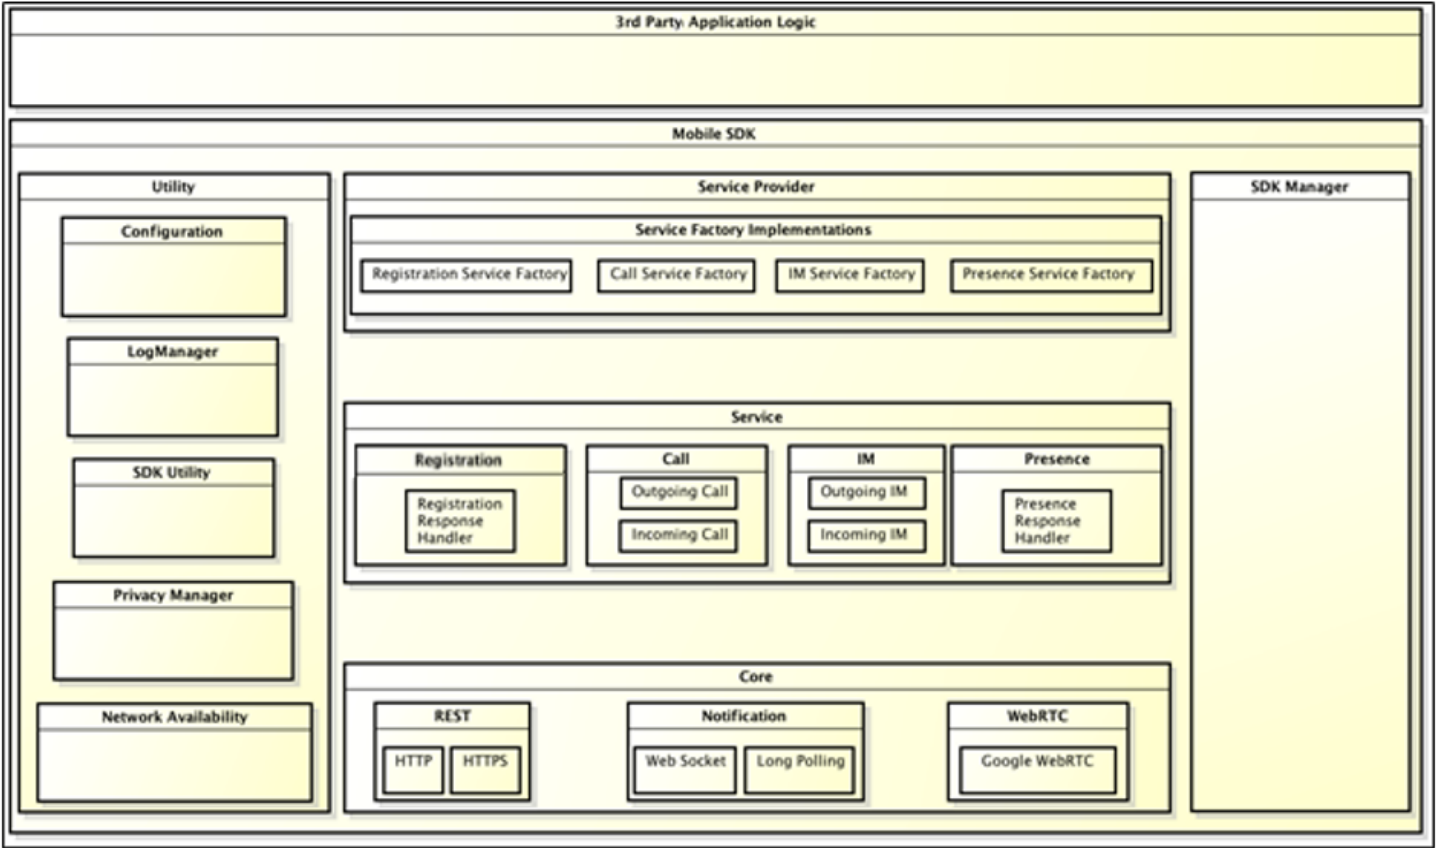 3rd Party Application Logic
Mobile SDK
Utility
Configuration
LogManager
SDK Utility
Privacy Manager
Network Availability
Service Provider
Service Factory Implementations
Registration Service Factory
Call Service Factory
IM Service Factory
Presence Service Factory
Service
Registration
Registration
Response
Handler
Call
Outgoing Call
Incoming Call
IM
Outgoing IM
Incoming IM
Presence
Presence
Response
Handler
Core
REST
HTTP
HTTPS
Notification
Web Socket
Long Polling
WebRTC
Google WebRTC
SDK Manager